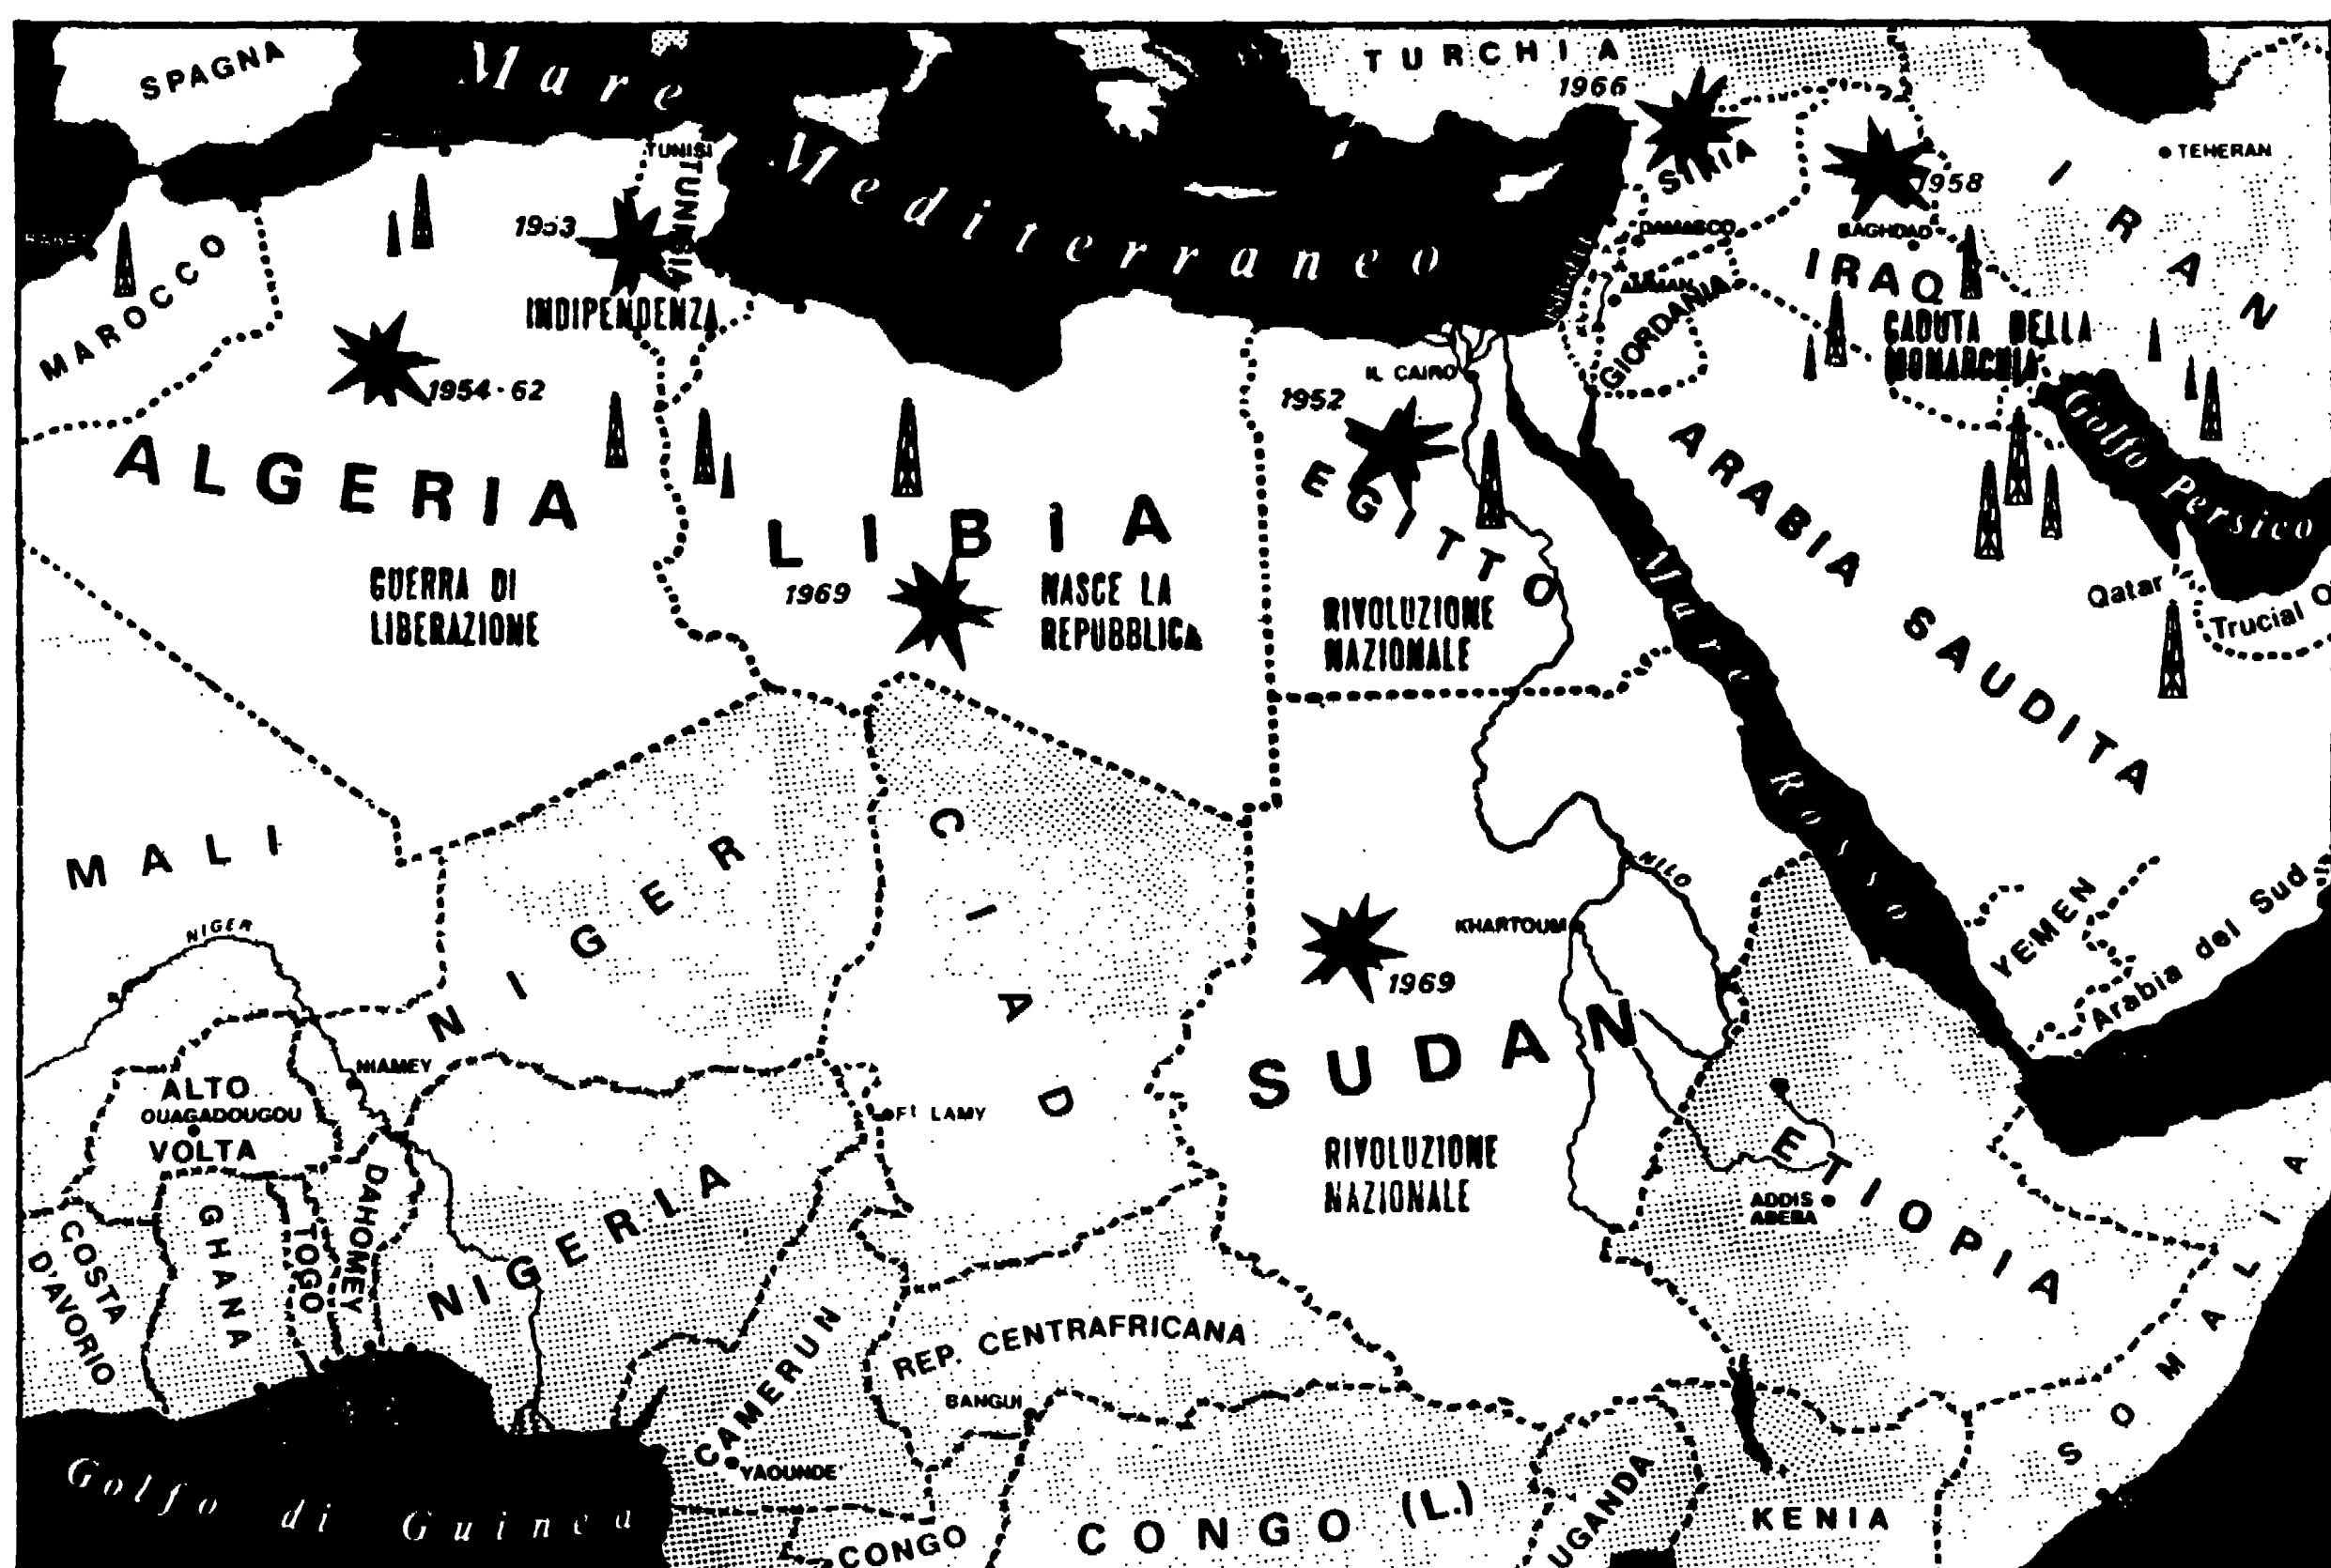 SPAGNA
Mare
Mediterraneo
TURCHIA
1966
SIRIA
DAMASCO
1958
BAGHDAD
IRAQ
CADUTA DELLA
MONARCHIA
IRAN
TEHERAN
TUNISI
TUNISIA
INDIPENDENZA
MAROCCO
1954-62
ALGERIA
GUERRA DI
LIBERAZIONE
LIBIA
1969
NASCE LA
REPUBBLICA
IL CAIRO
1952
EGITTO
RIVOLUZIONE
NAZIONALE
AMMAN
GIORDANIA
ARABIA SAUDITA
Golfo Persico
Qatar
Trucial O
Mare Rosso
MALI
NIGER
NIGER
NIAMEY
CIAD
Ft LAMY
NILO
KHARTOUM
1969
SUDAN
RIVOLUZIONE
NAZIONALE
YEMEN
Arabia del Sud
ALTO
OUAGADOUGOU
VOLTA
COSTA
D'AVORIO
GHANA
TOGO
DAHOMEY
NIGERIA
CAMERUN
YAOUNDE'
REP. CENTRAFRICANA
BANGUI
ETIOPIA
ADDIS
ABEBA
SOMALIA
Golfo di Guinea
CONGO
CONGO (L.)
UGANDA
KENIA